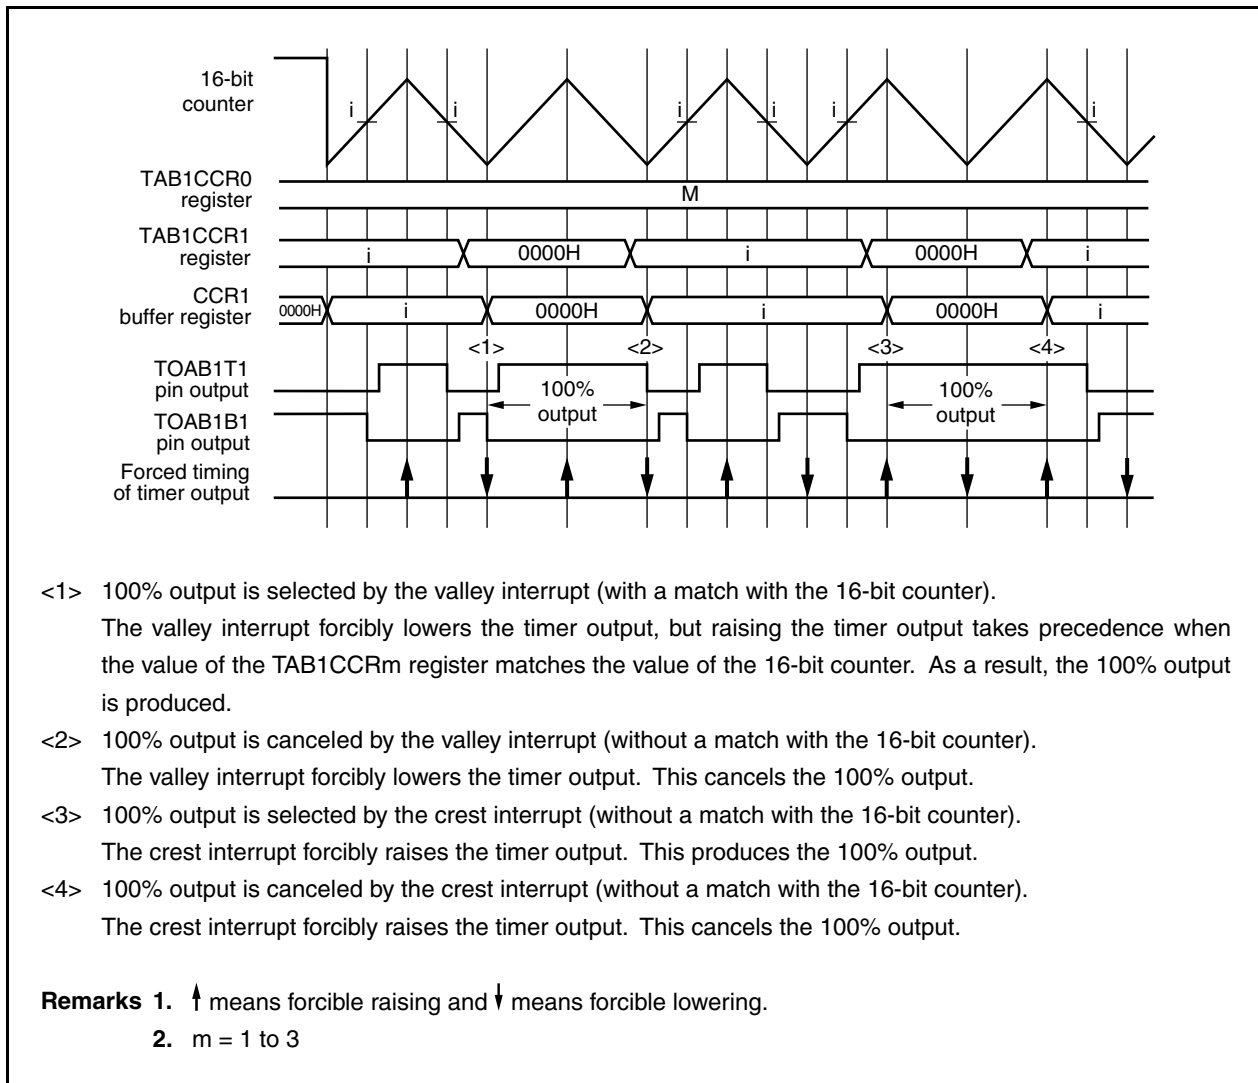 16-bit
counter
i
i
i
i
i
i
TAB1CCR0
register
M
TAB1CCR1
register
i
0000H
i
0000H
i
CCR1
buffer register
0000H
i
0000H
i
0000H
i
<1>
<2>
<3>
<4>
TOAB1T1
pin output
100%
output
100%
output
TOAB1B1
pin output
Forced timing
of timer output
<1> 100% output is selected by the valley interrupt (with a match with the 16-bit counter).
The valley interrupt forcibly lowers the timer output, but raising the timer output takes precedence when
the value of the TAB1CCRm register matches the value of the 16-bit counter. As a result, the 100% output
is produced.
<2> 100% output is canceled by the valley interrupt (without a match with the 16-bit counter).
The valley interrupt forcibly lowers the timer output. This cancels the 100% output.
<3> 100% output is selected by the crest interrupt (without a match with the 16-bit counter).
The crest interrupt forcibly raises the timer output. This produces the 100% output.
<4> 100% output is canceled by the crest interrupt (without a match with the 16-bit counter).
The crest interrupt forcibly raises the timer output. This cancels the 100% output.
Remarks 1. ↑ means forcible raising and ↓ means forcible lowering.
2. m = 1 to 3